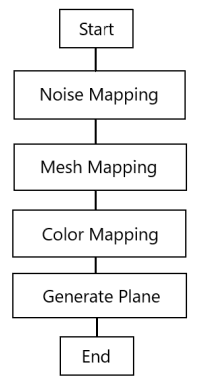 Start
Noise Mapping
Mesh Mapping
Color Mapping
Generate Plane
End